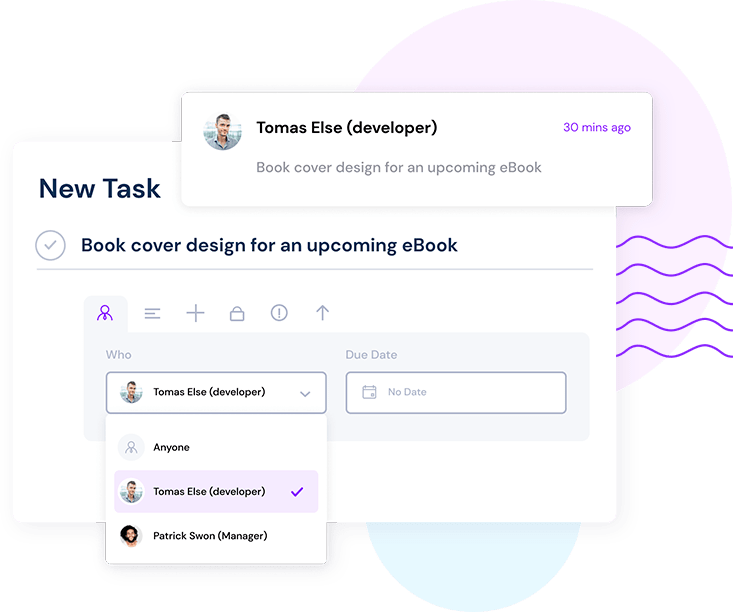 Tomas Else (developer)
30 mins ago
Book cover design for an upcoming eBook
New Task
Book cover design for an upcoming eBook
Who
Due Date
Tomas Else (developer)
No Date
Anyone
Tomas Else (developer)
Patrick Swon (Manager)